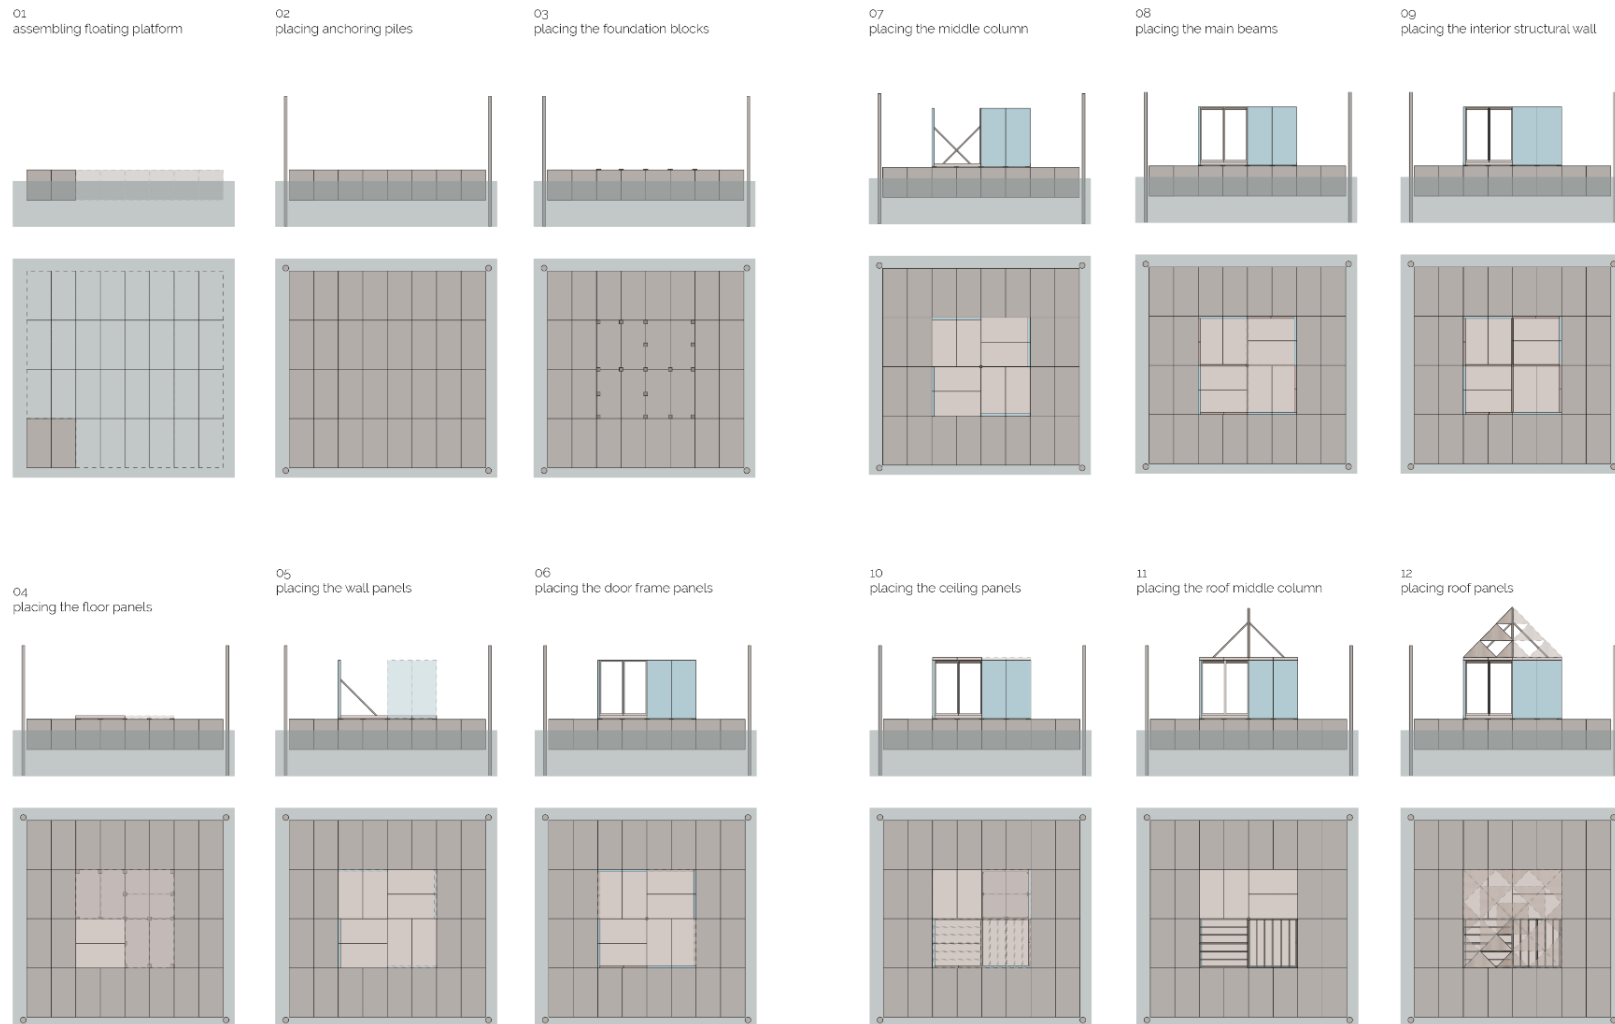 01
assembling floating platform
02
placing anchoring piles
03
placing the foundation blocks
04
placing the floor panels
05
placing the wall panels
06
placing the door frame panels
07
placing the middle column
08
placing the main beams
09
placing the interior structural wall
10
placing the ceiling panels
11
placing the roof middle column
12
placing roof panels